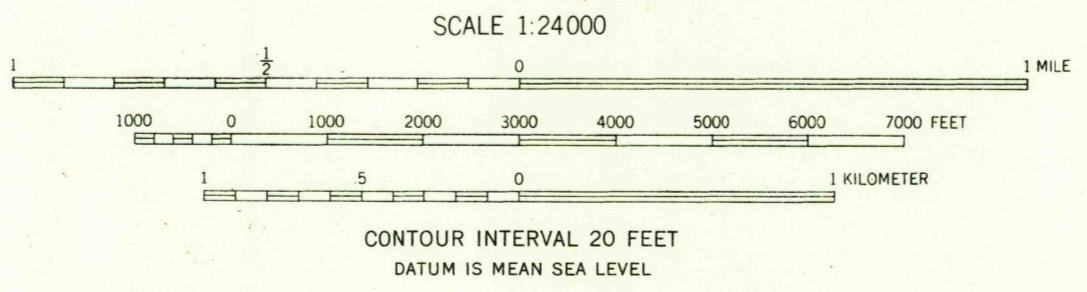 SCALE 1:24000
1 1/2 0 1 MILE
1000 0 1000 2000 3000 4000 5000 6000 7000 FEET
1 .5 0 1 KILOMETER
CONTOUR INTERVAL 20 FEET
DATUM IS MEAN SEA LEVEL